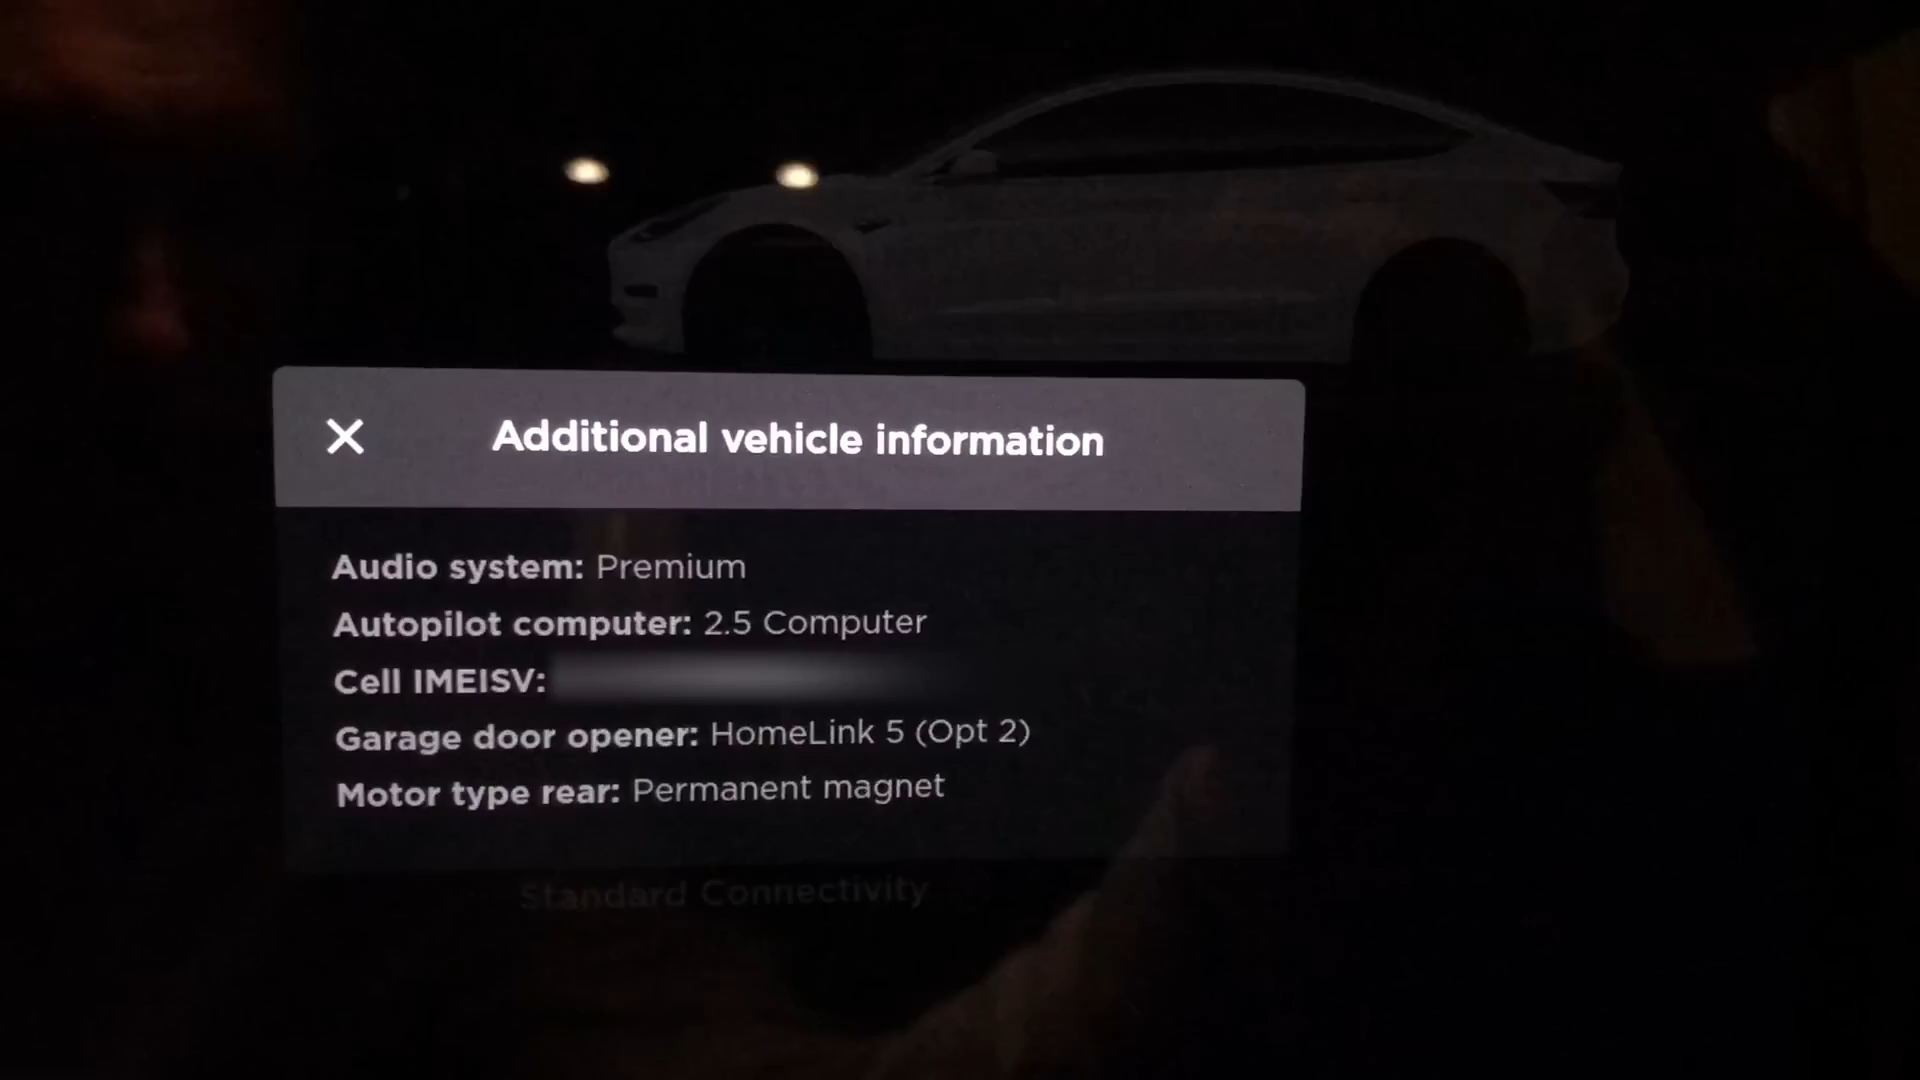 Additional vehicle information
Audio system: Premium
Autopilot computer: 2.5 Computer
Cell IMEISV:
Garage door opener: HomeLink 5 (Opt 2)
Motor type rear: Permanent magnet
Standard Connectivity